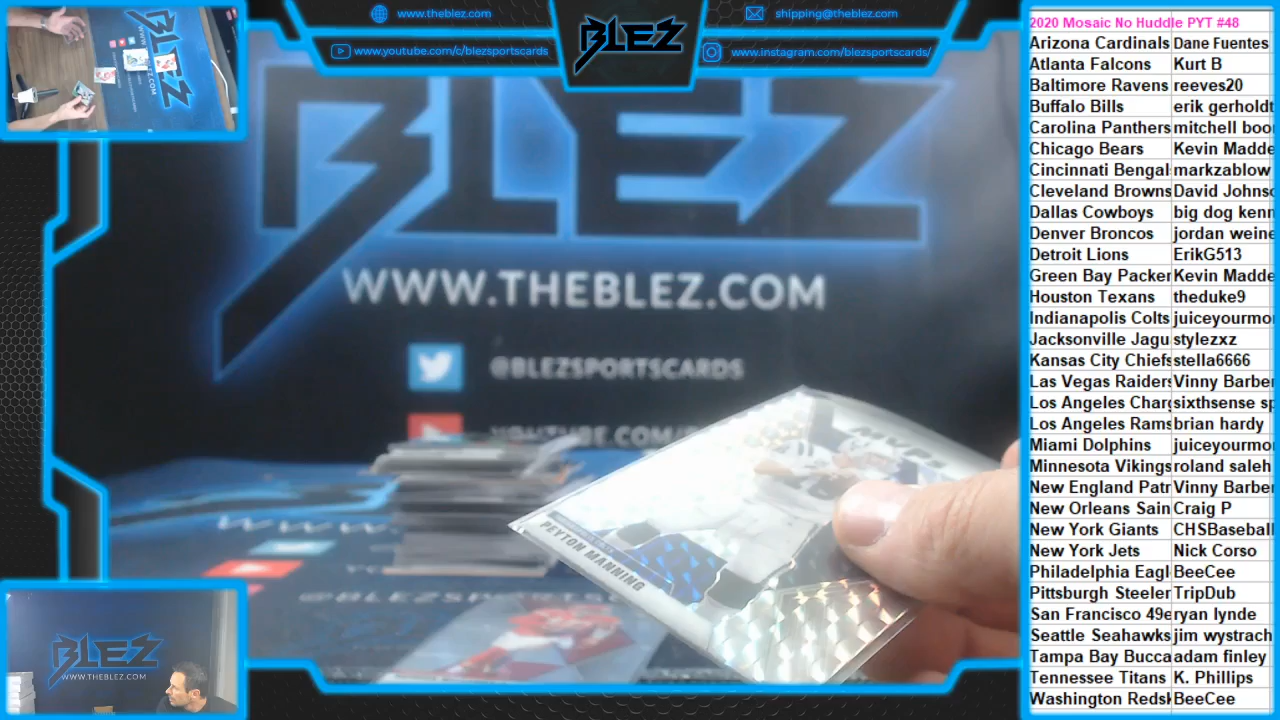 www.theblez.com
www.youtube.com/c/blezsportscards
BLEZ
shipping@theblez.com
www.instagram.com/blezsportscards/
BLEZ
WWW.THEBLEZ.COM
@BLEZSPORTSCARDS
YOUTUBE.COM/
MVPs
PEYTON MANNING
WWW
@BLEZSPORTS
BLEZ
BLEZ
WWW.THEBLEZ.COM
2020 Mosaic No Huddle PYT #48
Arizona Cardinals Dane Fuentes
Atlanta Falcons Kurt B
Baltimore Ravens reeves20
Buffalo Bills erik gerholdt
Carolina Panthers mitchell boo
Chicago Bears Kevin Madde
Cincinnati Bengal markzablow
Cleveland Browns David Johnso
Dallas Cowboys big dog kenn
Denver Broncos jordan weine
Detroit Lions ErikG513
Green Bay Packer Kevin Madde
Houston Texans theduke9
Indianapolis Colts juiceyourmo
Jacksonville Jagu stylezxz
Kansas City Chiefs stella6666
Las Vegas Raiders Vinny Barber
Los Angeles Charg sixthsense sp
Los Angeles Rams brian hardy
Miami Dolphins juiceyourmo
Minnesota Vikings roland saleh
New England Patr Vinny Barber
New Orleans Sain Craig P
New York Giants CHSBaseball
New York Jets Nick Corso
Philadelphia Eagl BeeCee
Pittsburgh Steeler TripDub
San Francisco 49e ryan lynde
Seattle Seahawks jim wystrach
Tampa Bay Bucca adam finley
Tennessee Titans K. Phillips
Washington Redsk BeeCee